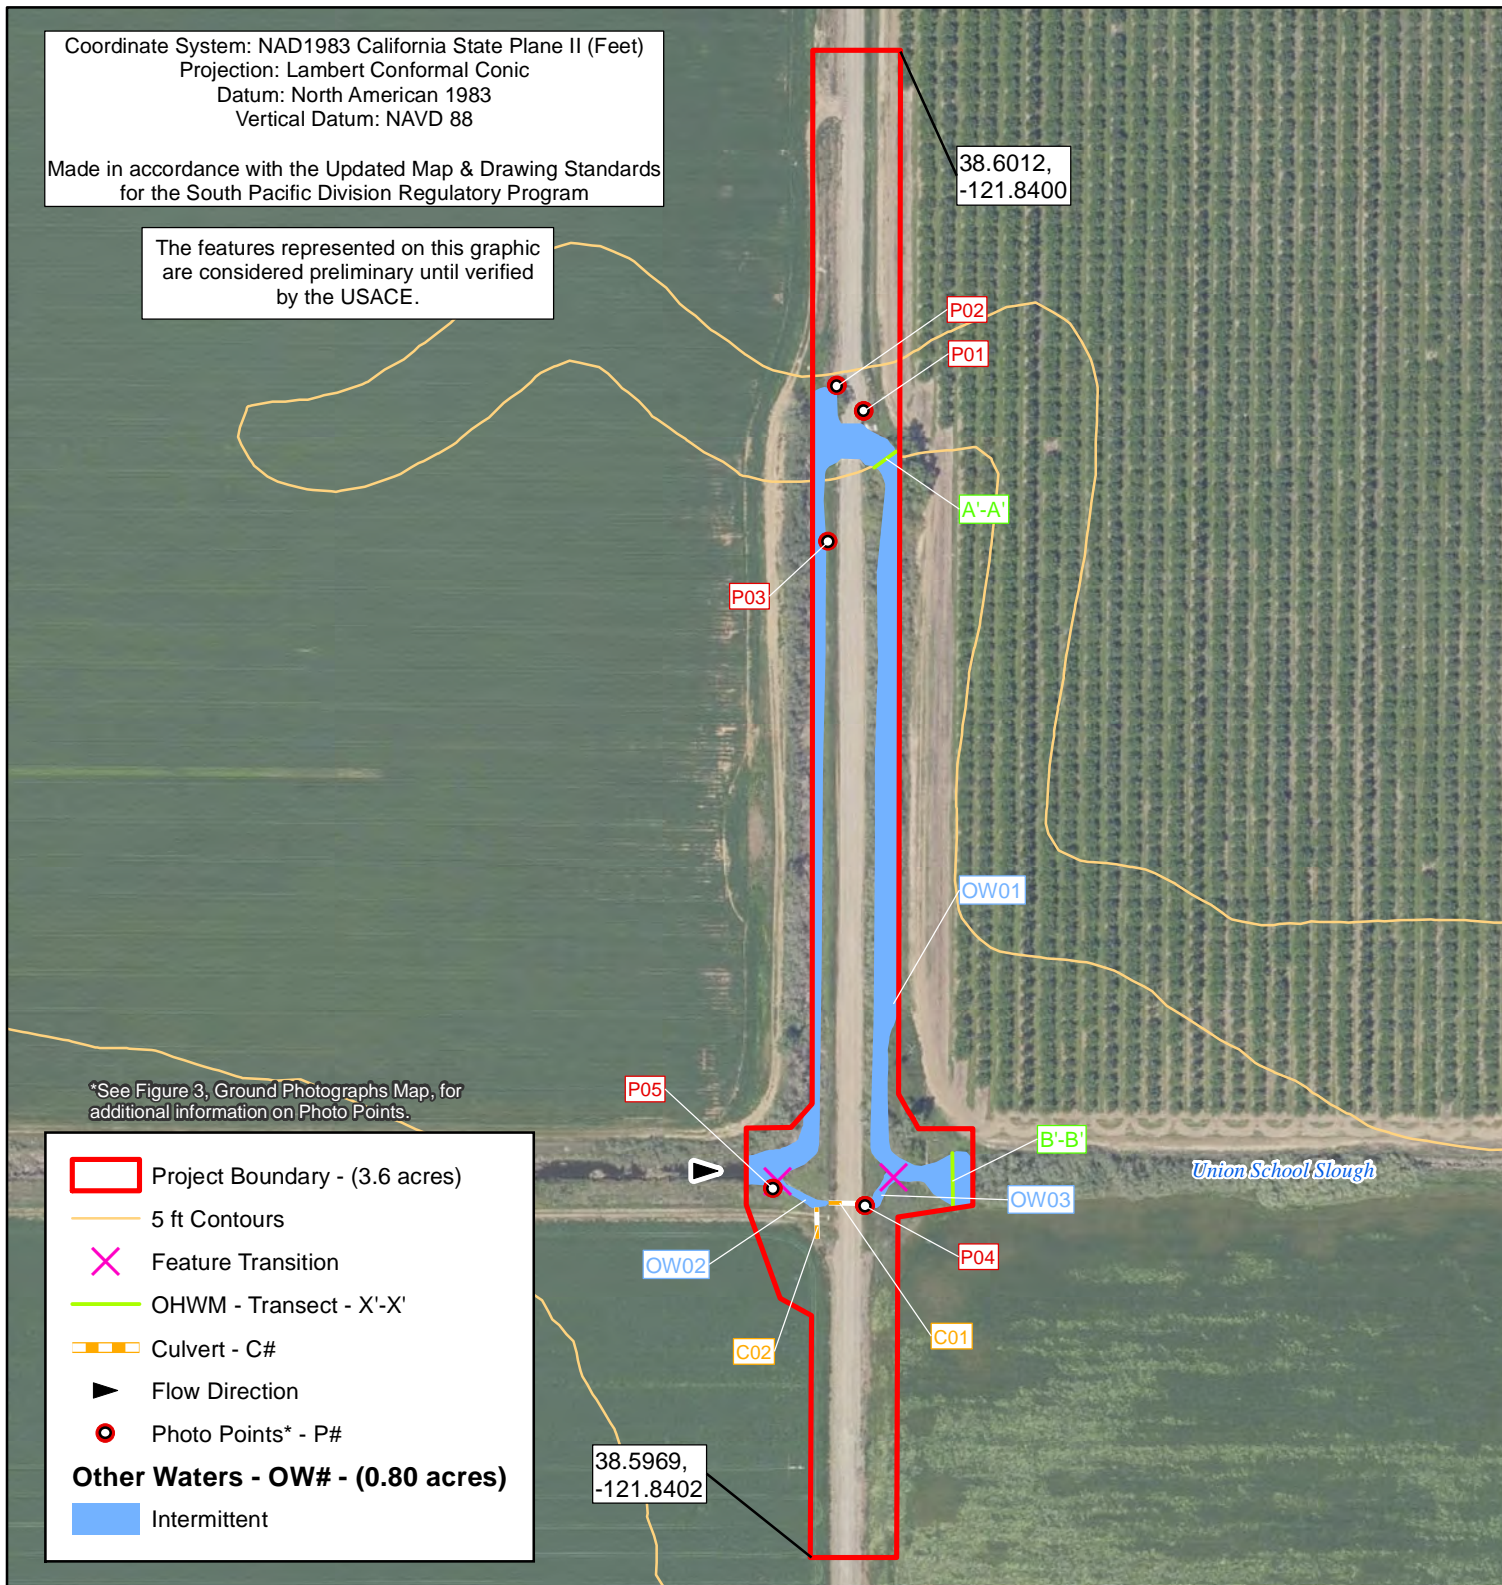 Coordinate System: NAD1983 California State Plane II (Feet)
Projection: Lambert Conformal Conic
Datum: North American 1983
Vertical Datum: NAVD 88
Made in accordance with the Updated Map & Drawing Standards
for the South Pacific Division Regulatory Program
The features represented on this graphic
are considered preliminary until verified
by the USACE.
38.6012,
-121.8400
P02
P01
A'-A'
P03
OW01
P05
B'-B'
Union School Slough
OW03
OW02
P04
C01
C02
38.5969,
-121.8402
*See Figure 3, Ground Photographs Map, for
additional information on Photo Points.
Project Boundary - (3.6 acres)
5 ft Contours
Feature Transition
OHWM - Transect - X'-X'
Culvert - C#
Flow Direction
Photo Points* - P#
Other Waters - OW# - (0.80 acres)
Intermittent